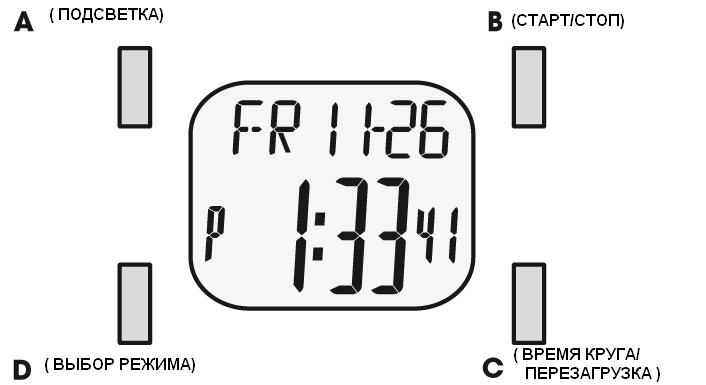 A ( ПОДСВЕТКА)
B (СТАРТ/СТОП)
FR 11-26
P 1:33 41
D ( ВЫБОР РЕЖИМА)
C ( ВРЕМЯ КРУГА/
ПЕРЕЗАГРУЗКА )